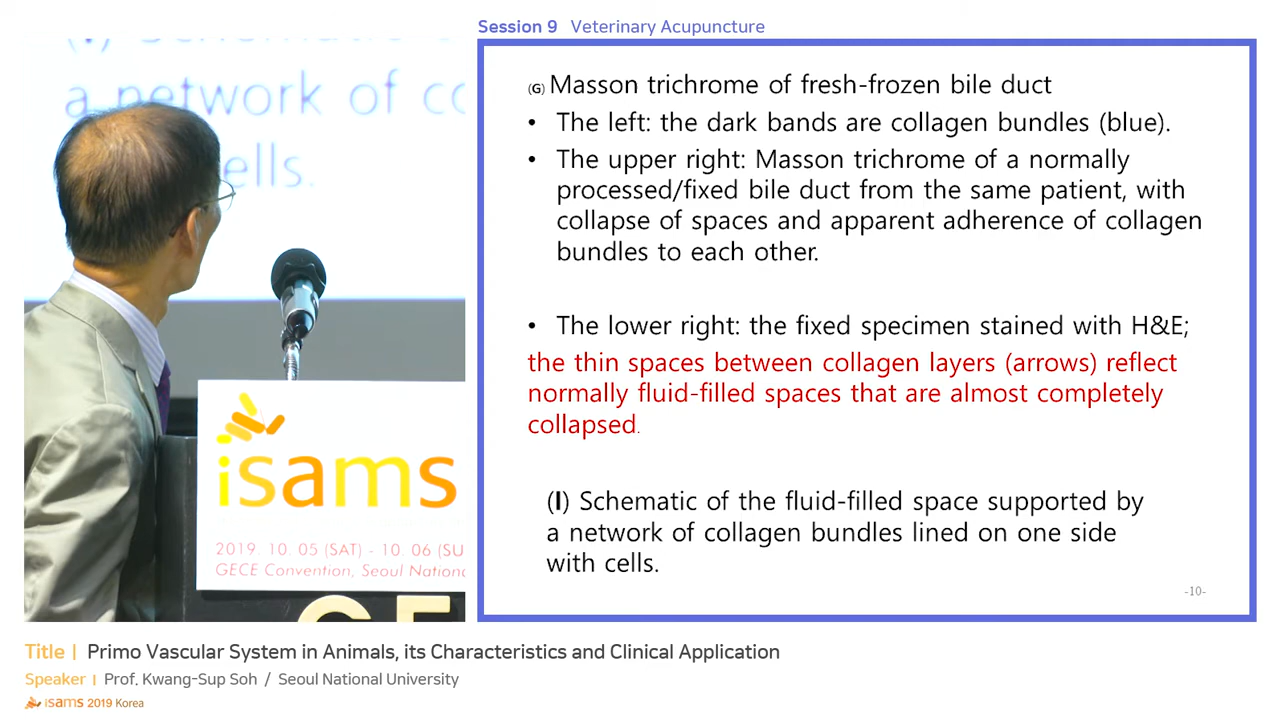 Session 9 Veterinary Acupuncture
a network of co
ells.
isams
2019. 10. 05 (SAT) - 10. 06 (SU
GECE Convention, Seoul National
(G) Masson trichrome of fresh-frozen bile duct
• The left: the dark bands are collagen bundles (blue).
• The upper right: Masson trichrome of a normally
processed/fixed bile duct from the same patient, with
collapse of spaces and apparent adherence of collagen
bundles to each other.
• The lower right: the fixed specimen stained with H&E;
the thin spaces between collagen layers (arrows) reflect
normally fluid-filled spaces that are almost completely
collapsed.
(I) Schematic of the fluid-filled space supported by
a network of collagen bundles lined on one side
with cells.
-10-
Title | Primo Vascular System in Animals, its Characteristics and Clinical Application
Speaker | Prof. Kwang-Sup Soh / Seoul National University
isams 2019 Korea